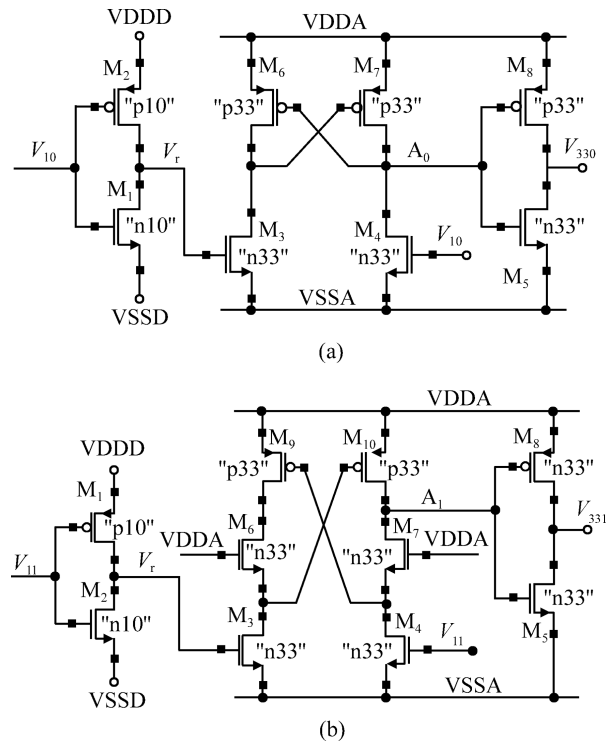 VDDD
VDDA
M2
M6
M7
M8
"p10"
"p33"
"p33"
"p33"
V10
Vr
A0
V330
M1
"n10"
M3
"n33"
M4
"n33"
V10
"n33"
M5
VSSD
VSSA
(a)
VDDA
VDDD
M9
M10
M8
"p33"
"p33"
"n33"
M1
"p10"
M6
A1
V331
VDDA
"n33"
M7
"n33"
VDDA
V11
Vr
M2
"n10"
M3
"n33"
M4
"n33"
V11
"n33"
M5
VSSD
VSSA
(b)